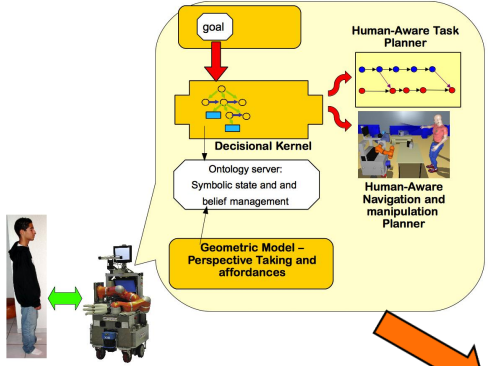 goal
Human-Aware Task
Planner
Decisional Kernel
Ontology server:
Symbolic state and and
belief management
Human-Aware
Navigation and
manipulation
Planner
Geometric Model –
Perspective Taking and
affordances